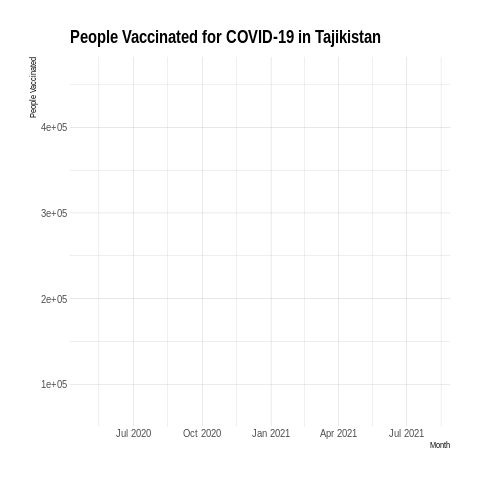 People Vaccinated for COVID-19 in Tajikistan
People Vaccinated
4e+05
3e+05
2e+05
1e+05
Jul 2020 Oct 2020 Jan 2021 Apr 2021 Jul 2021
Month